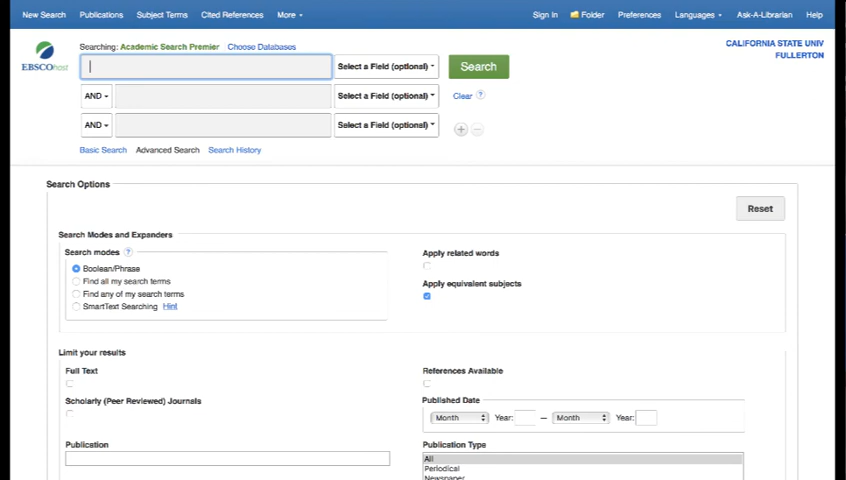 New Search Publications Subject Terms Cited References More Sign In Folder Preferences Languages Ask-A-Librarian Help
Searching: Academic Search Premier Choose Databases
CALIFORNIA STATE UNIV
FULLERTON
EBSCOhost
Select a Field (optional) Search
AND Select a Field (optional) Clear ?
AND Select a Field (optional) + −
Basic Search Advanced Search Search History
Search Options
Reset
Search Modes and Expanders
Search modes ?
Boolean/Phrase
Find all my search terms
Find any of my search terms
SmartText Searching Hint
Apply related words
Apply equivalent subjects
Limit your results
Full Text
Scholarly (Peer Reviewed) Journals
Publication
References Available
Published Date
Month Year: — Month Year:
Publication Type
All
Periodical
Newspaper